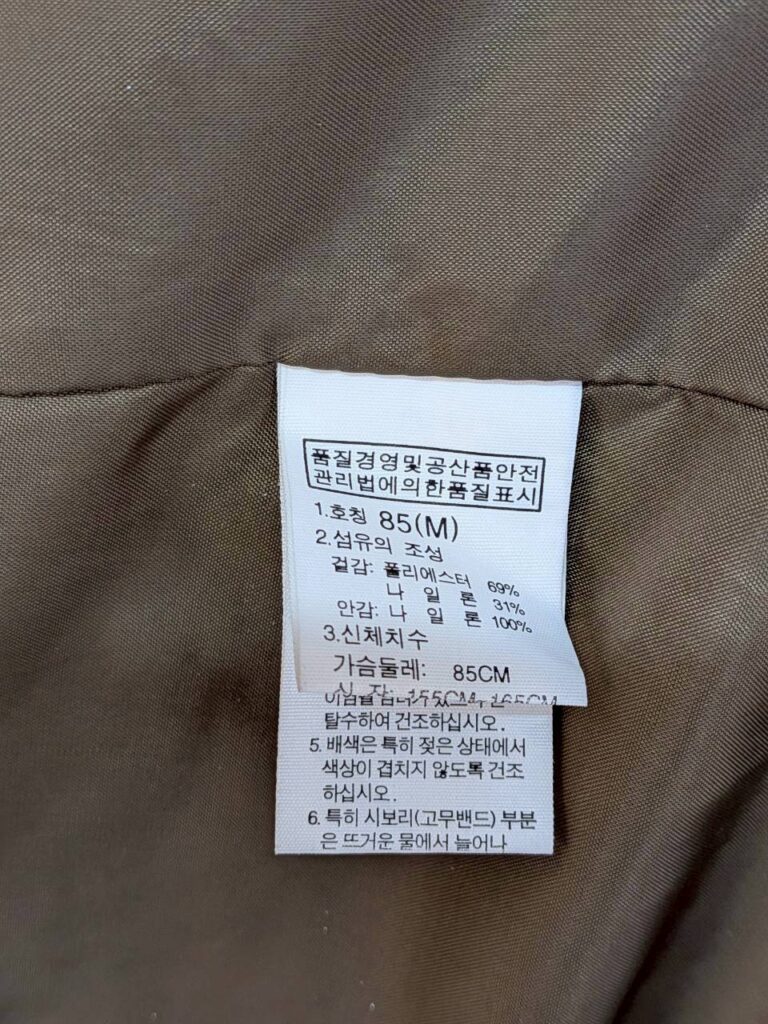 품질경영및공산품안전
관리법에의한품질표시
1.호칭 85(M)
2.섬유의 조성
겉감: 폴리에스터 69%
나 일 론 31%
안감: 나 일 론 100%
3.신체치수
가슴둘레: 85CM
신 장: 155CM, 165CM
탈수하여 건조하십시오.
5. 배색은 특히 젖은 상태에서
색상이 겹치지 않도록 건조
하십시오.
6. 특히 시보리(고무밴드) 부분
은 뜨거운 물에서 늘어나